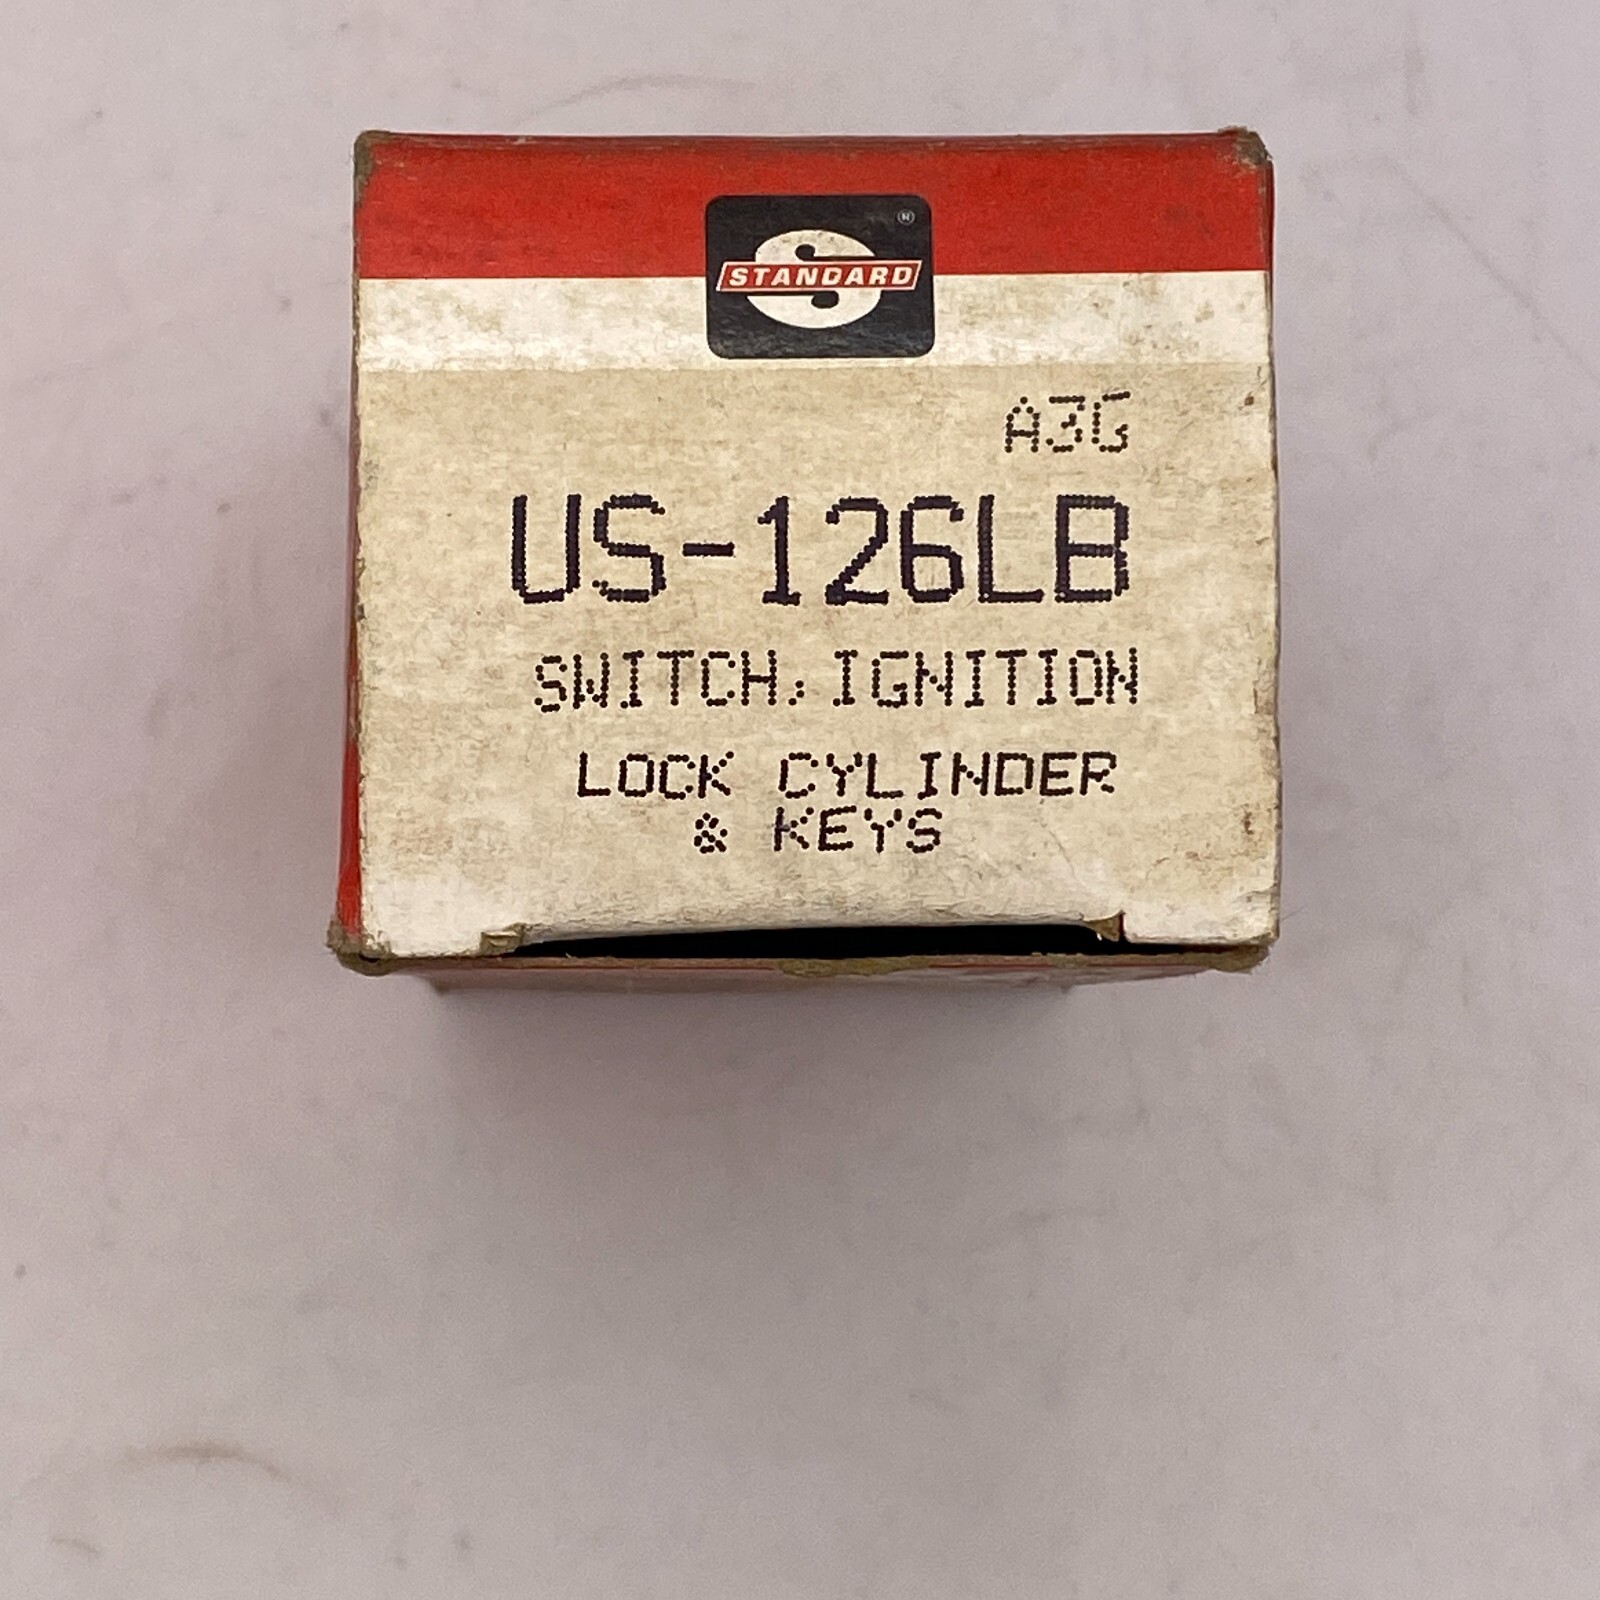 STANDARD ®
A3G
US-126LB
SWITCH, IGNITION
LOCK CYLINDER
& KEYS